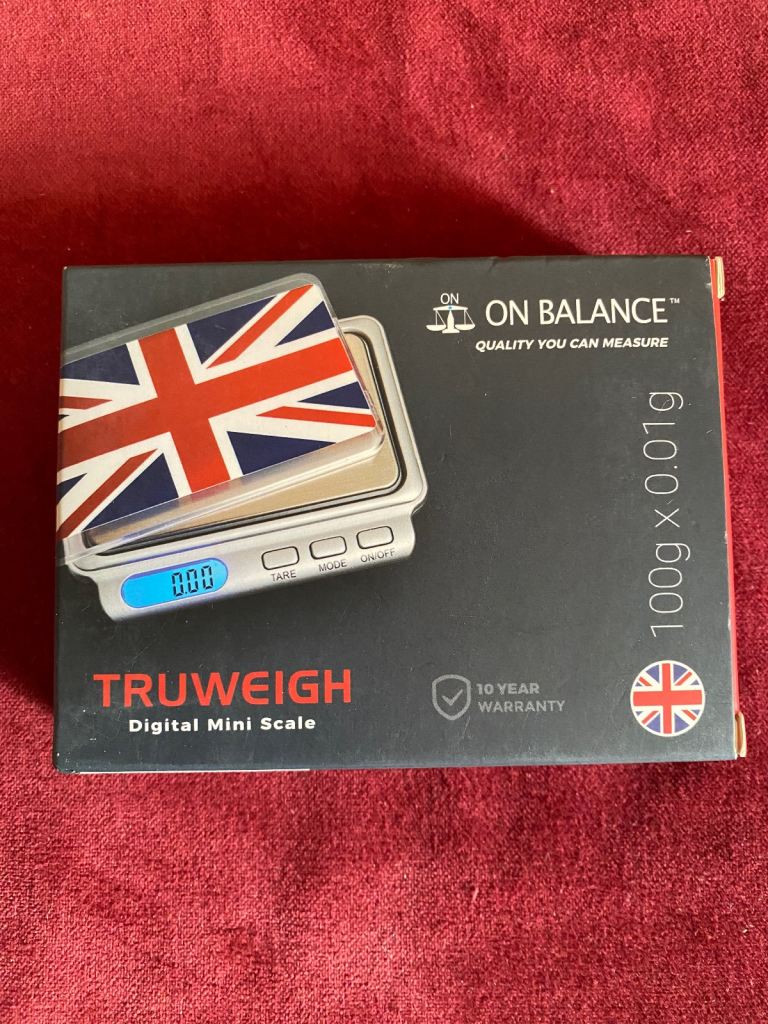 ON
ON BALANCE™
QUALITY YOU CAN MEASURE
100g x 0.01g
0.00
TARE
MODE
ON/OFF
TRUWEIGH
Digital Mini Scale
10 YEAR
WARRANTY